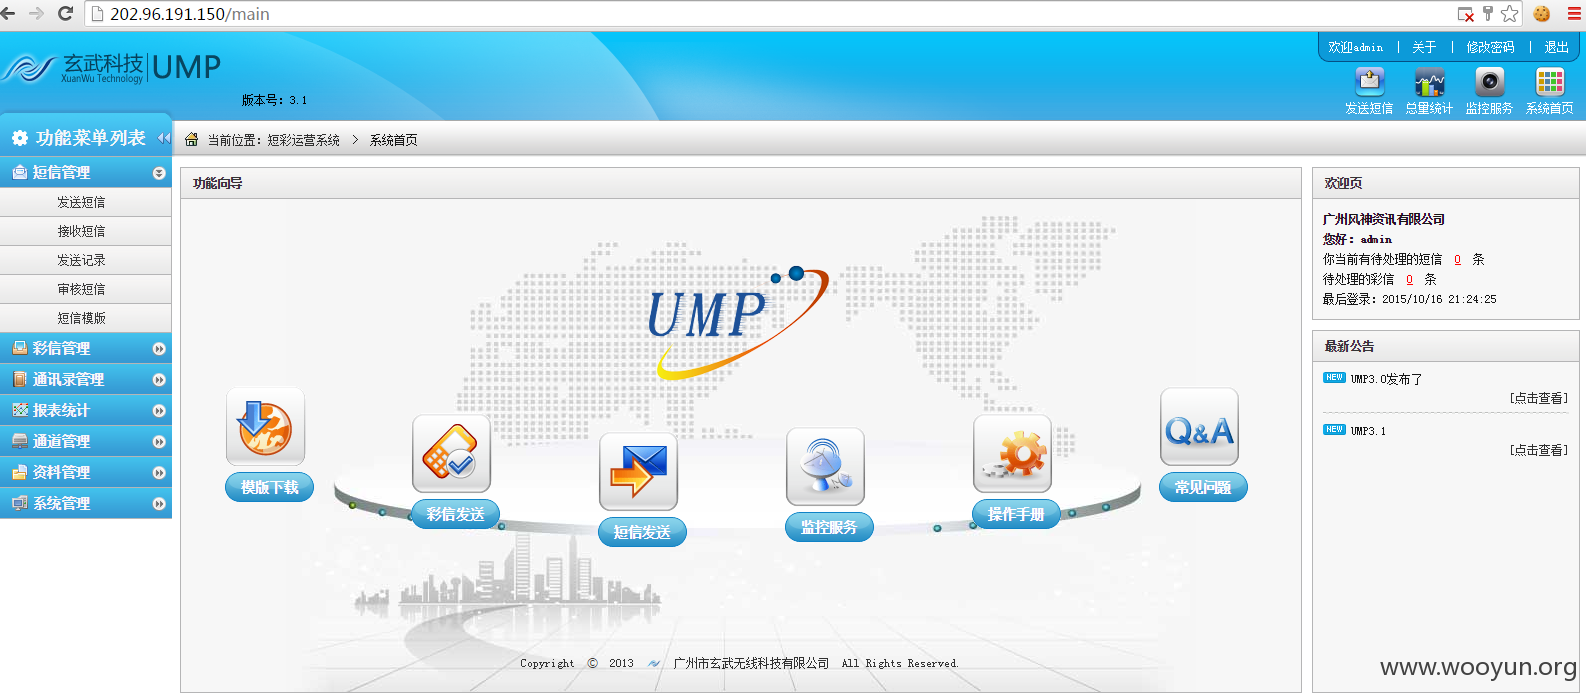 202.96.191.150/main
玄武科技 UMP
XuanWu Technology
版本号：3.1
欢迎admin | 关于 | 修改密码 | 退出
发送短信 总量统计 监控服务 系统首页
功能菜单列表
当前位置：短彩运营系统 > 系统首页
短信管理
发送短信
接收短信
发送记录
审核短信
短信模版
彩信管理
通讯录管理
报表统计
通道管理
资料管理
系统管理
功能向导
UMP
模版下载
彩信发送
短信发送
监控服务
操作手册
Q&A
常见问题
Copyright © 2013 广州市玄武无线科技有限公司 All Rights Reserved.
欢迎页
广州风神资讯有限公司
您好：admin
你当前有待处理的短信 0 条
待处理的彩信 0 条
最后登录：2015/10/16 21:24:25
最新公告
NEW UMP3.0发布了
[点击查看]
NEW UMP3.1
[点击查看]
www.wooyun.org